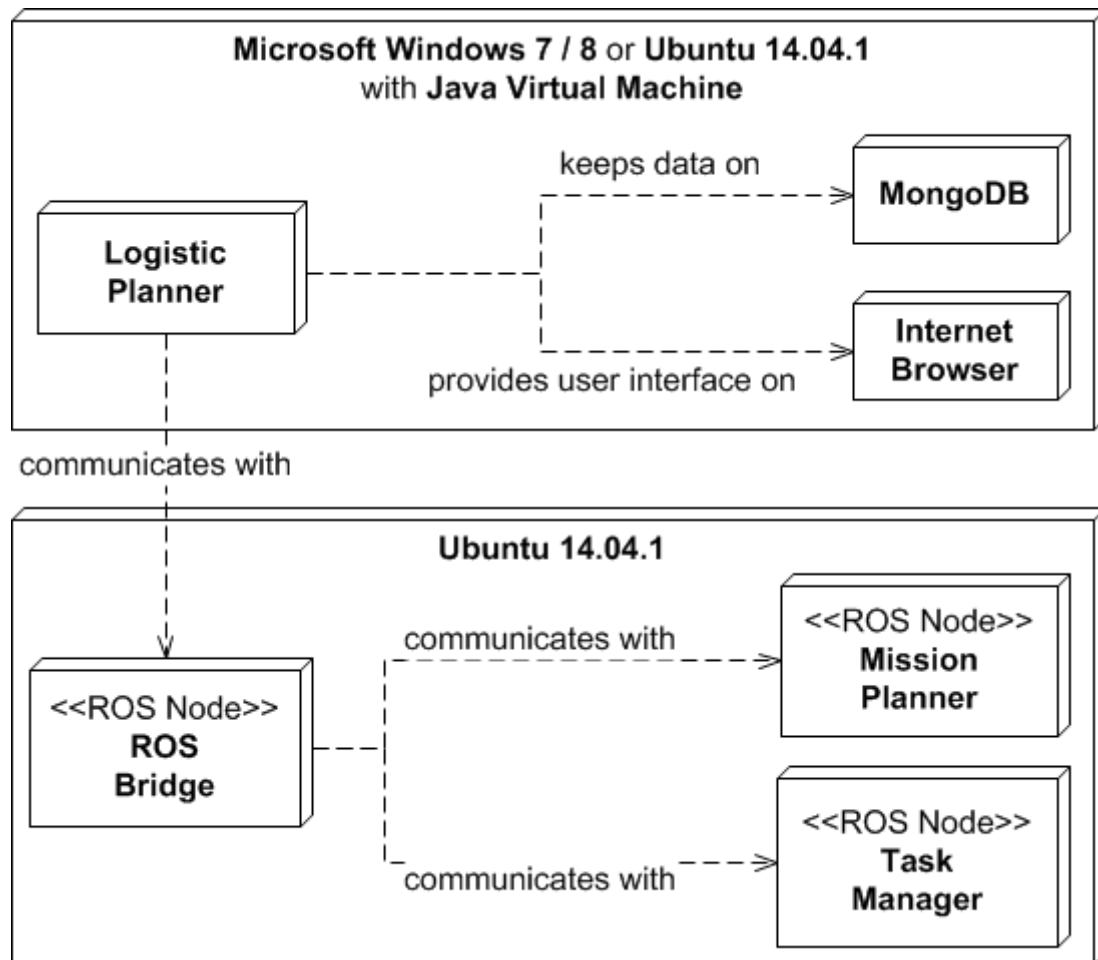 Microsoft Windows 7 / 8 or Ubuntu 14.04.1
with Java Virtual Machine
keeps data on
MongoDB
Logistic
Planner
Internet
Browser
provides user interface on
communicates with
Ubuntu 14.04.1
<<ROS Node>>
Mission
Planner
communicates with
<<ROS Node>>
ROS
Bridge
<<ROS Node>>
Task
Manager
communicates with